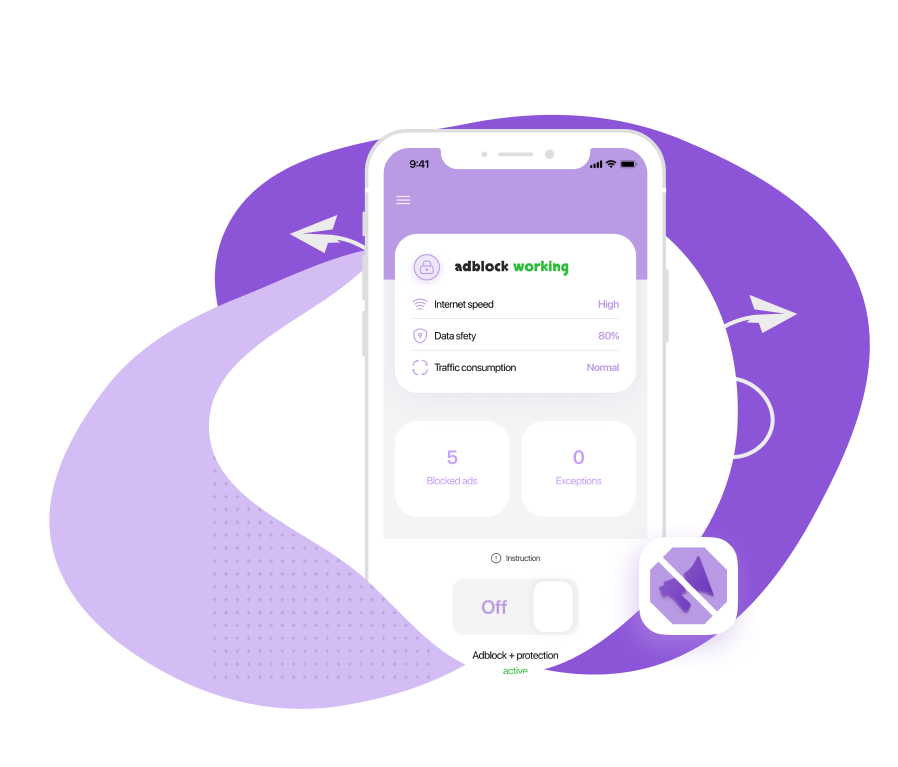 9:41
adblock working
Internet speed High
Data sfety 80%
Traffic consumption Normal
5 0
Blocked ads Exceptions
Instruction
Off
Adblock + protection
active